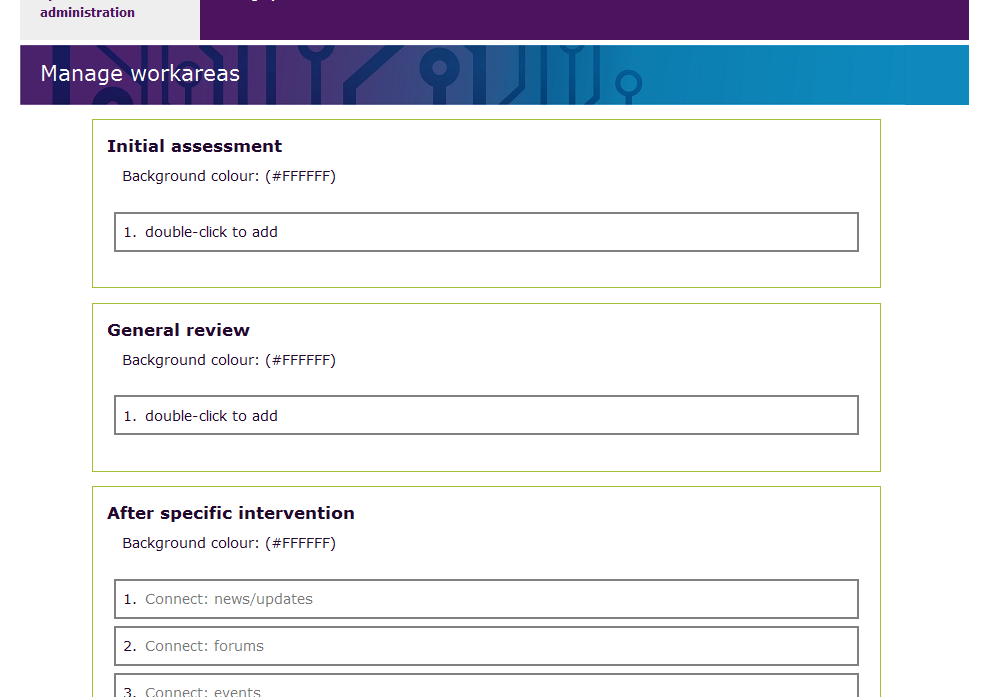 administration
Manage workareas
Initial assessment
Background colour: (#FFFFFF)
1. double-click to add
General review
Background colour: (#FFFFFF)
1. double-click to add
After specific intervention
Background colour: (#FFFFFF)
1. Connect: news/updates
2. Connect: forums
3. Connect: events